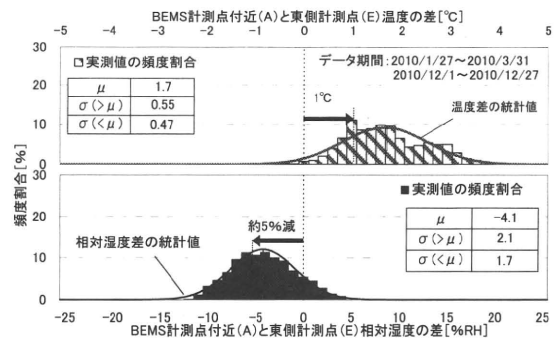 BEMS計測点付近(A)と東側計測点(E)温度の差[℃]
-5 -4 -3 -2 -1 0 1 2 3 4 5
頻度割合[%]
30
20
10
0
実測値の頻度割合
μ 1.7
σ(>μ) 0.55
σ(<μ) 0.47
データ期間:2010/1/27～2010/3/31
2010/12/1～2010/12/27
1℃
温度差の統計値
30
20
10
0
実測値の頻度割合
μ -4.1
σ(>μ) 2.1
σ(<μ) 1.7
約5%減
相対湿度差の統計値
-25 -20 -15 -10 -5 0 5 10 15 20 25
BEMS計測点付近(A)と東側計測点(E)相対湿度の差[%RH]